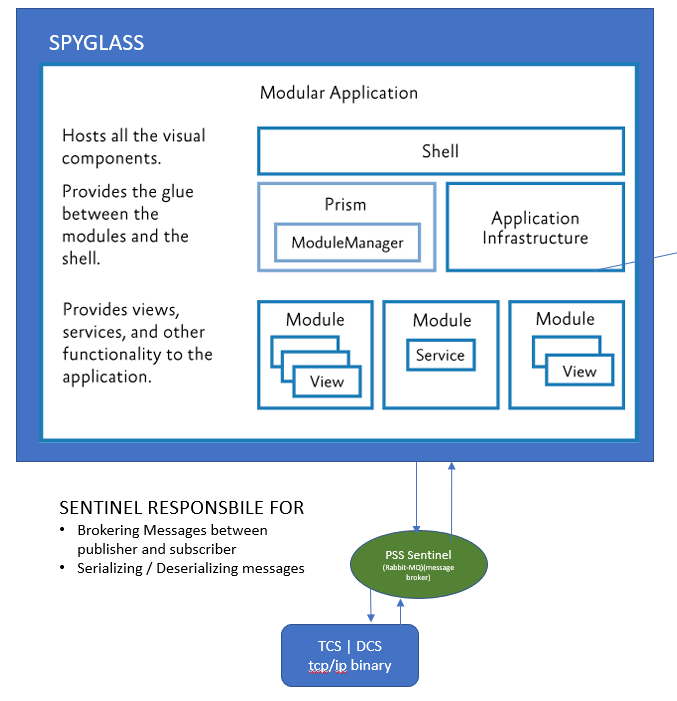 SPYGLASS
Modular Application
Hosts all the visual
components.
Shell
Provides the glue
between the
modules and the
shell.
Prism
ModuleManager
Application
Infrastructure
Provides views,
services, and other
functionality to the
application.
Module
View
Module
Service
Module
View
SENTINEL RESPONSBILE FOR
• Brokering Messages between
publisher and subscriber
• Serializing / Deserializing messages
PSS Sentinel
(Rabbit-MQ)(message
broker)
TCS | DCS
tcp/ip binary